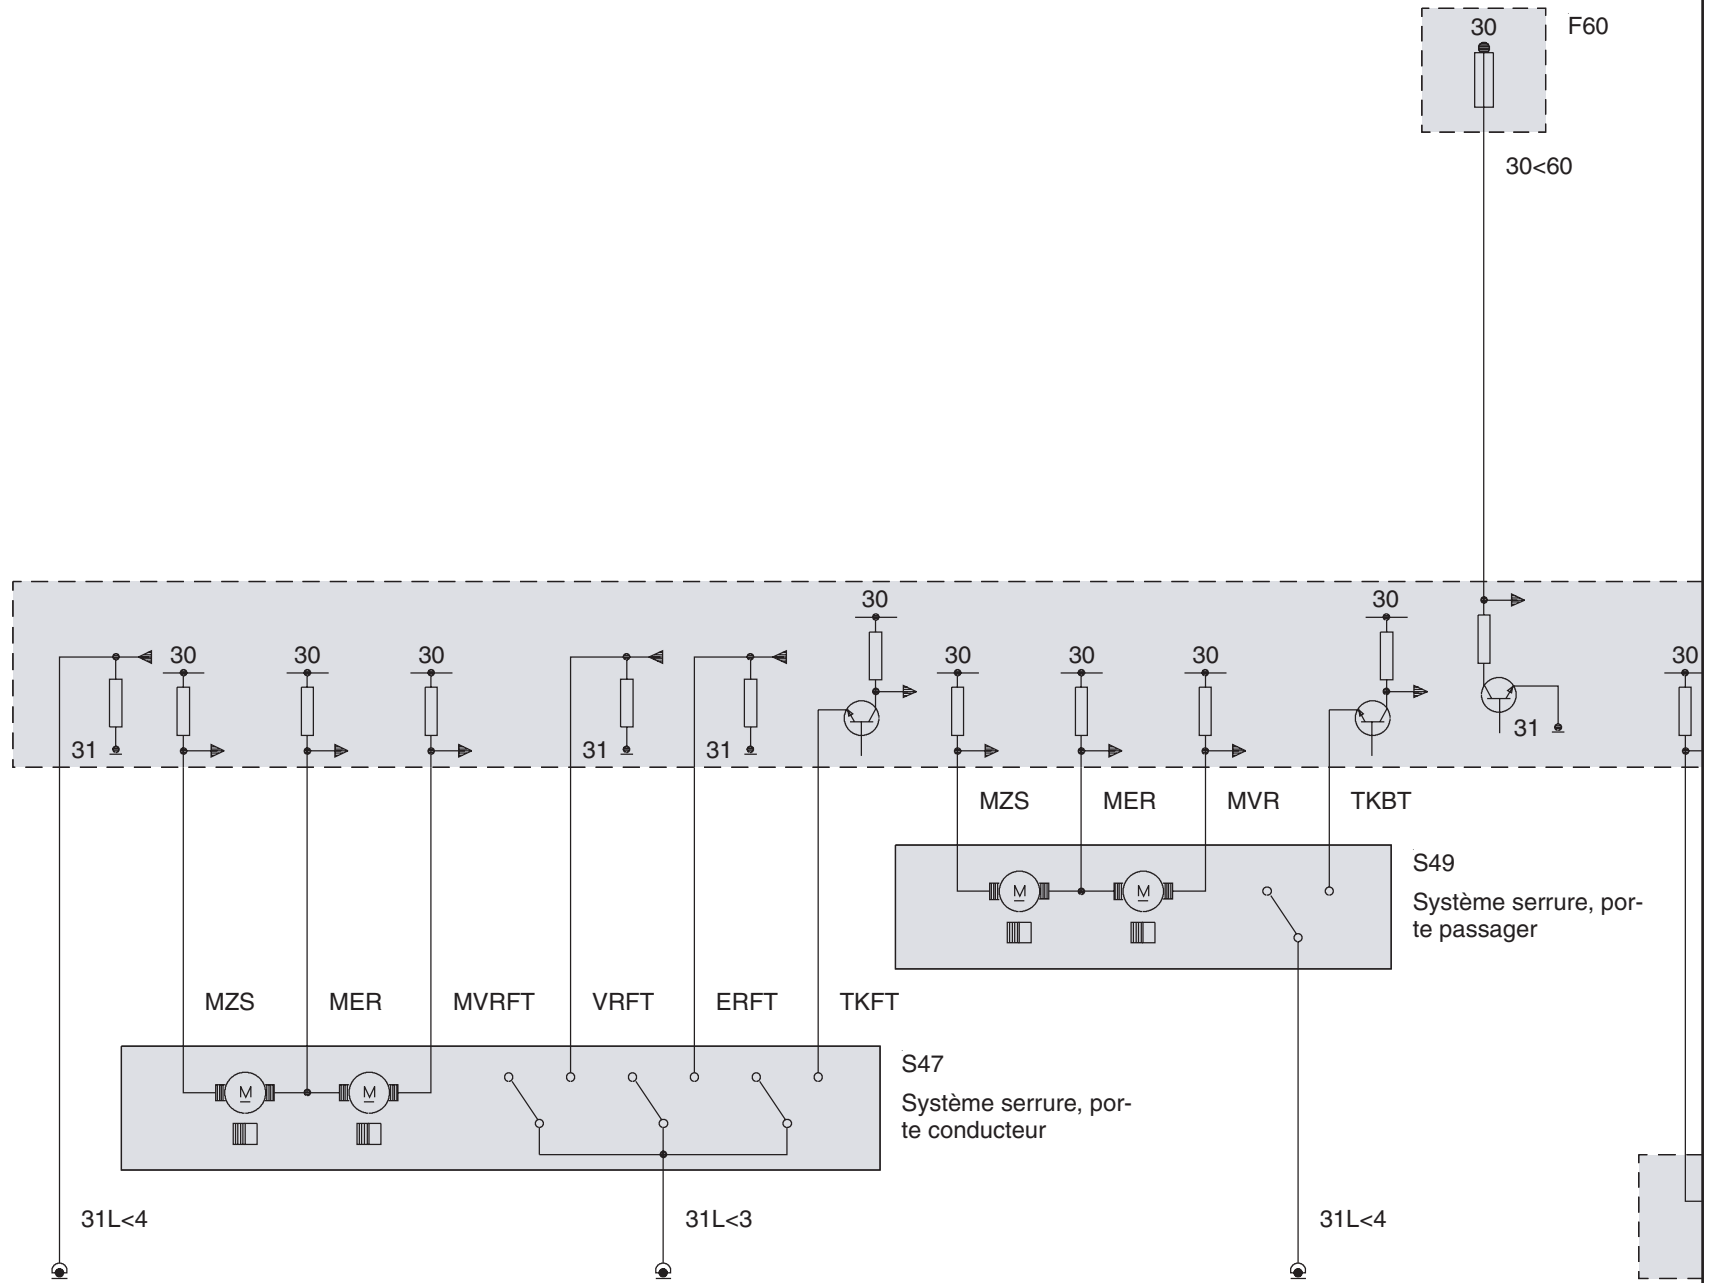 30
F60
30<60
30
30
30
30
30
30
30
30
30
30
31
31
31
31
MZS
MER
MVR
TKBT
S49
Système serrure, por-
te passager
MZS
MER
MVRFT
VRFT
ERFT
TKFT
M
M
S47
Système serrure, por-
te conducteur
M
M
31L<4
31L<3
31L<4